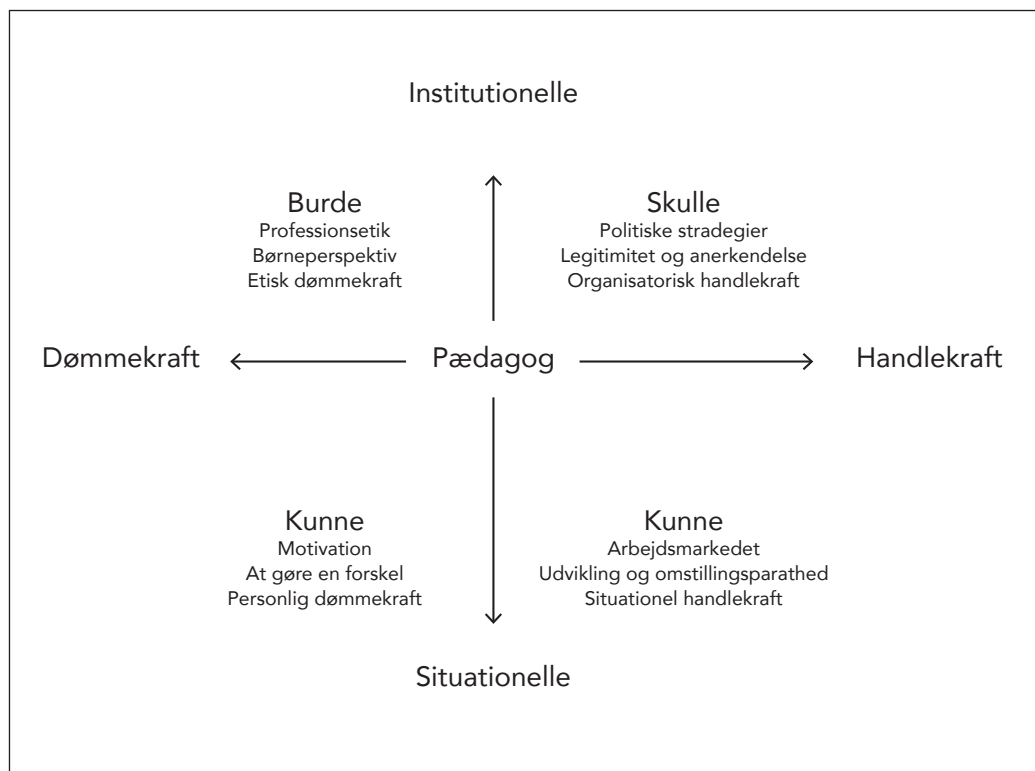 Institutionelle
Burde
Professionsetik
Børneperspektiv
Etisk dømmekraft
Skulle
Politiske stradegier
Legitimitet og anerkendelse
Organisatorisk handlekraft
Dømmekraft
Pædagog
Handlekraft
Kunne
Motivation
At gøre en forskel
Personlig dømmekraft
Kunne
Arbejdsmarkedet
Udvikling og omstillingsparathed
Situationel handlekraft
Situationelle